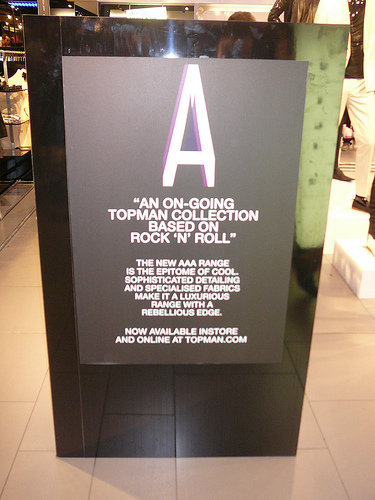 A
"AN ON-GOING
TOPMAN COLLECTION
BASED ON
ROCK 'N' ROLL"
THE NEW AAA RANGE
IS THE EPITOME OF COOL.
SOPHISTICATED DETAILING
AND SPECIALISED FABRICS
MAKE IT A LUXURIOUS
RANGE WITH A
REBELLIOUS EDGE.
NOW AVAILABLE INSTORE
AND ONLINE AT TOPMAN.COM